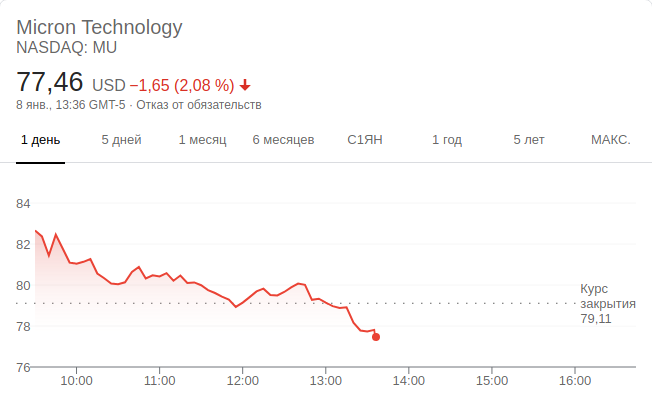 Micron Technology
NASDAQ: MU
77,46 USD −1,65 (2,08 %)
8 янв., 13:36 GMT-5 · Отказ от обязательств
1 день 5 дней 1 месяц 6 месяцев С1ЯН 1 год 5 лет МАКС.
84
82
80
78
76
Курс
закрытия
79,11
10:00 11:00 12:00 13:00 14:00 15:00 16:00